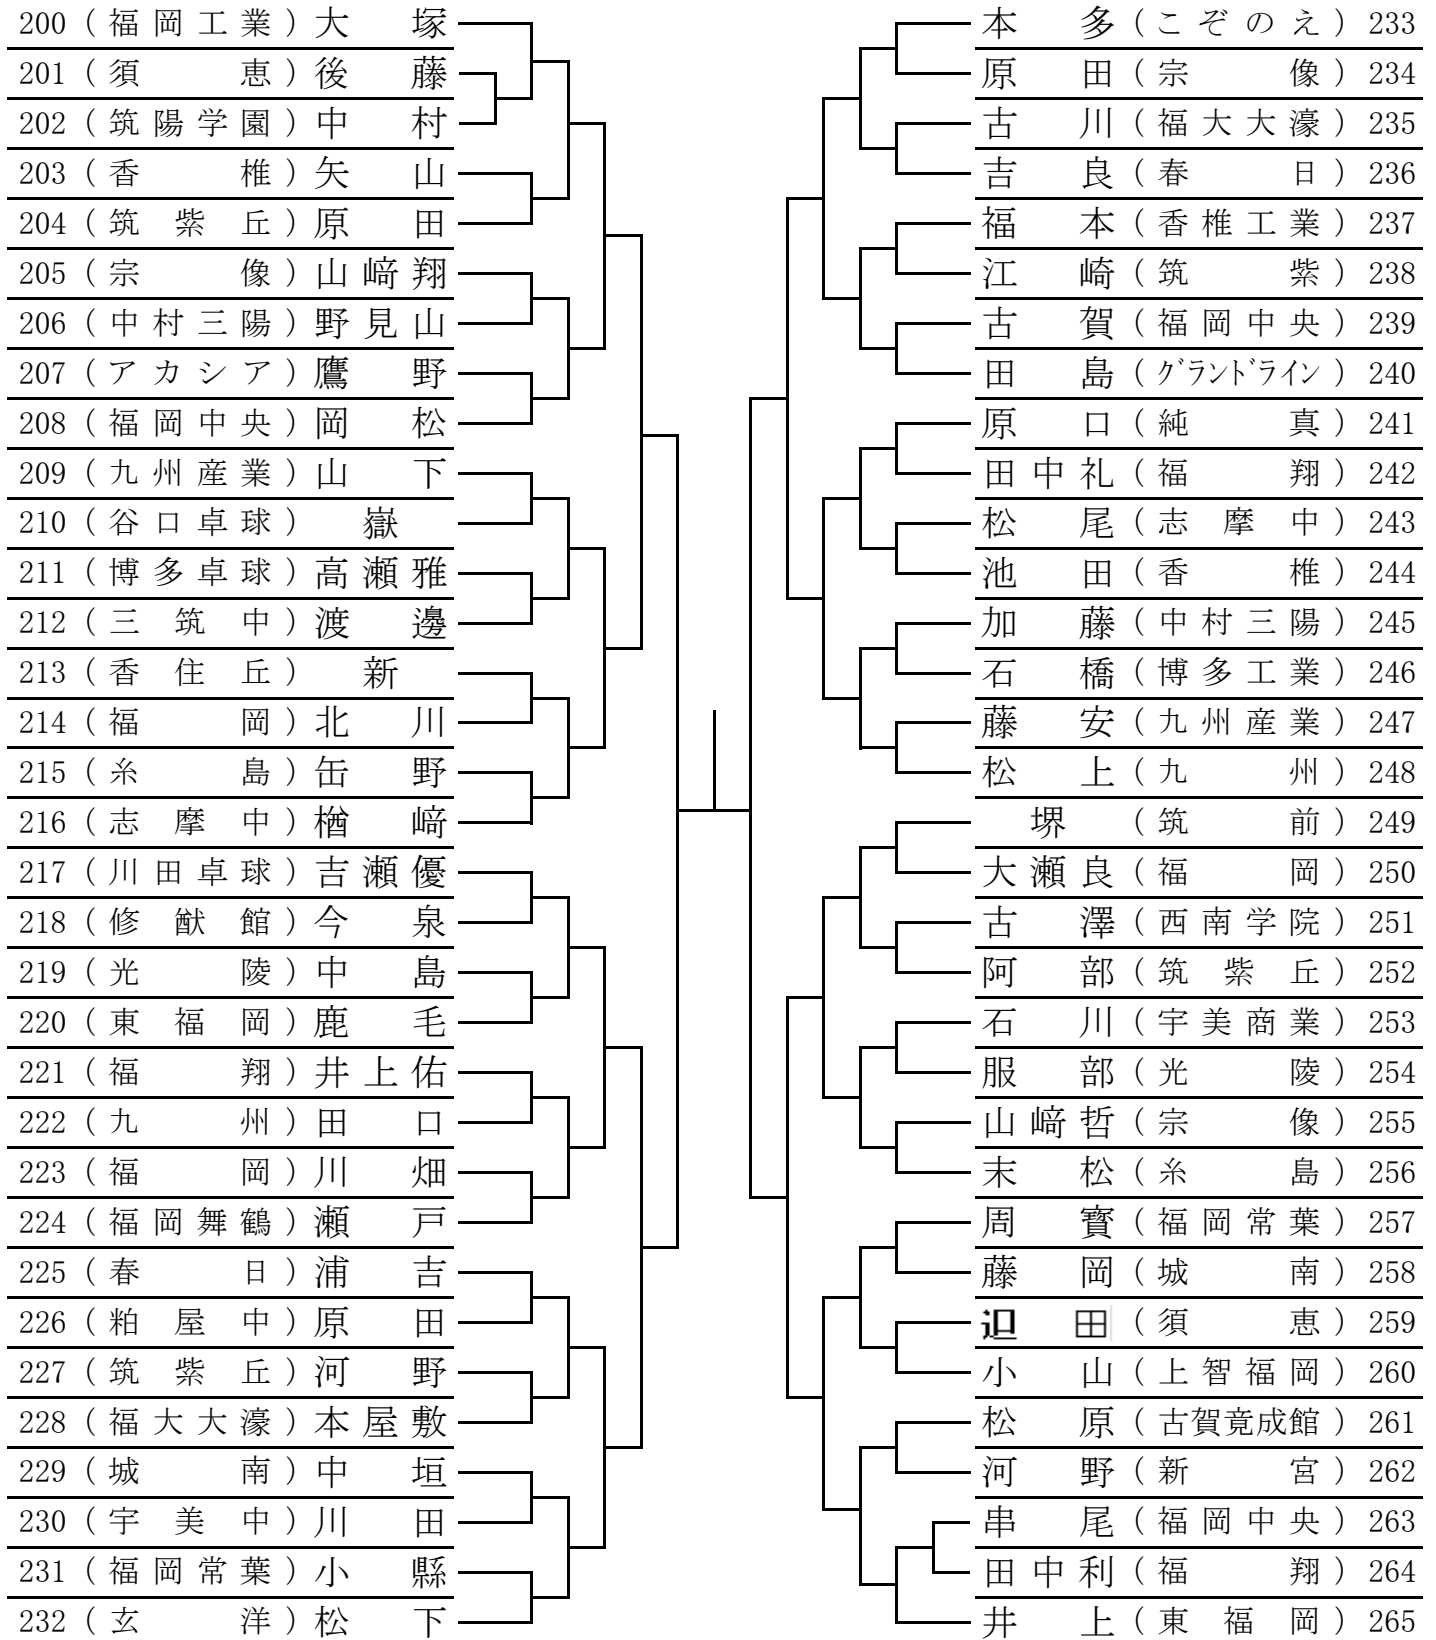 200（福岡工業）大塚
201（須恵）後藤
202（筑陽学園）中村
203（香椎）矢山
204（筑紫丘）原田
205（宗像）山﨑翔
206（中村三陽）野見山
207（アカシア）鷹野
208（福岡中央）岡松
209（九州産業）山下
210（谷口卓球）嶽
211（博多卓球）高瀬雅
212（三筑中）渡邊
213（香住丘）新
214（福岡）北川
215（糸島）缶野
216（志摩中）楢﨑
217（川田卓球）吉瀬優
218（修猷館）今泉
219（光陵）中島
220（東福岡）鹿毛
221（福翔）井上佑
222（九州）田口
223（福岡）川畑
224（福岡舞鶴）瀬戸
225（春日）浦吉
226（粕屋中）原田
227（筑紫丘）河野
228（福大大濠）本屋敷
229（城南）中垣
230（宇美中）川田
231（福岡常葉）小縣
232（玄洋）松下
本多（こぞのえ）233
原田（宗像）234
古川（福大大濠）235
吉良（春日）236
福本（香椎工業）237
江崎（筑紫）238
古賀（福岡中央）239
田島（ｸﾞﾗﾝﾄﾞﾗｲﾝ）240
原口（純真）241
田中礼（福翔）242
松尾（志摩中）243
池田（香椎）244
加藤（中村三陽）245
石橋（博多工業）246
藤安（九州産業）247
松上（九州）248
堺（筑前）249
大瀬良（福岡）250
古澤（西南学院）251
阿部（筑紫丘）252
石川（宇美商業）253
服部（光陵）254
山﨑哲（宗像）255
末松（糸島）256
周寳（福岡常葉）257
藤岡（城南）258
田（須恵）259
小山（上智福岡）260
松原（古賀竟成館）261
河野（新宮）262
串尾（福岡中央）263
田中利（福翔）264
井上（東福岡）265